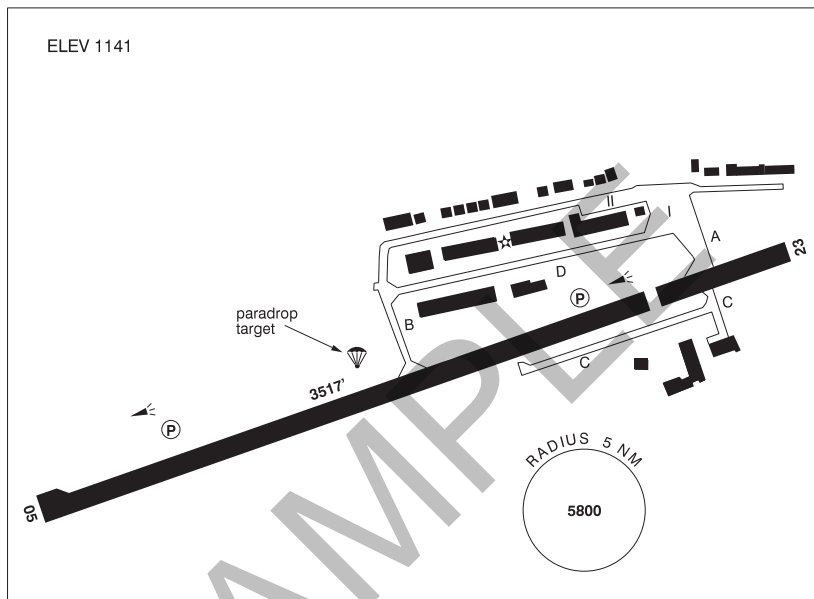 ELEV 1141
II
I
A
23
D
P
C
B
paradrop
target
C
3517'
P
RADIUS 5 NM
5800
05
SAMPLE